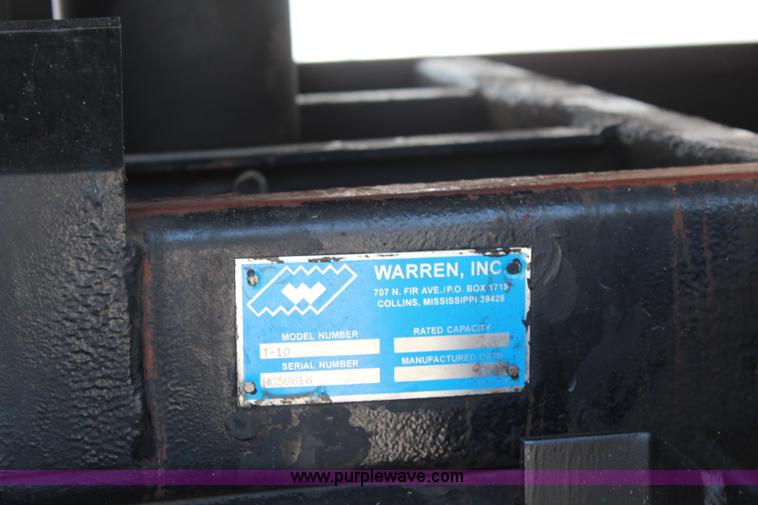 WARREN, INC
707 N. FIR AVE./P.O. BOX 1719
COLLINS, MISSISSIPPI 39428
MODEL NUMBER
T-10
RATED CAPACITY
SERIAL NUMBER
MANUFACTURED DATE
www.purplewave.com